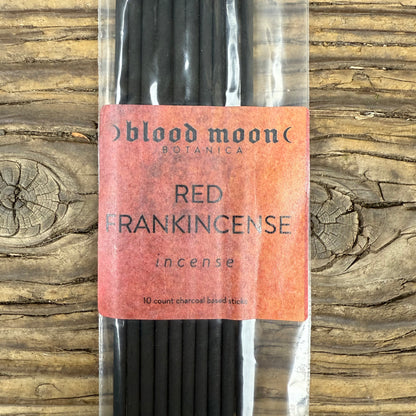 blood moon
BOTANICA
RED
FRANKINCENSE
incense
10 count charcoal based sticks